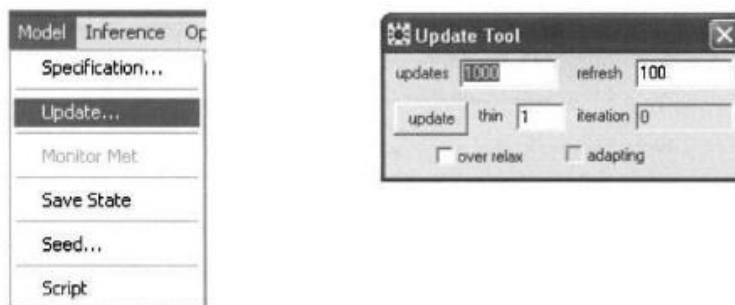 Model Inference Op
Specification...
Update...
Monitor Met
Save State
Seed...
Script
Update Tool
updates 1000 refresh 100
update thin 1 iteration 0
over relax adapting